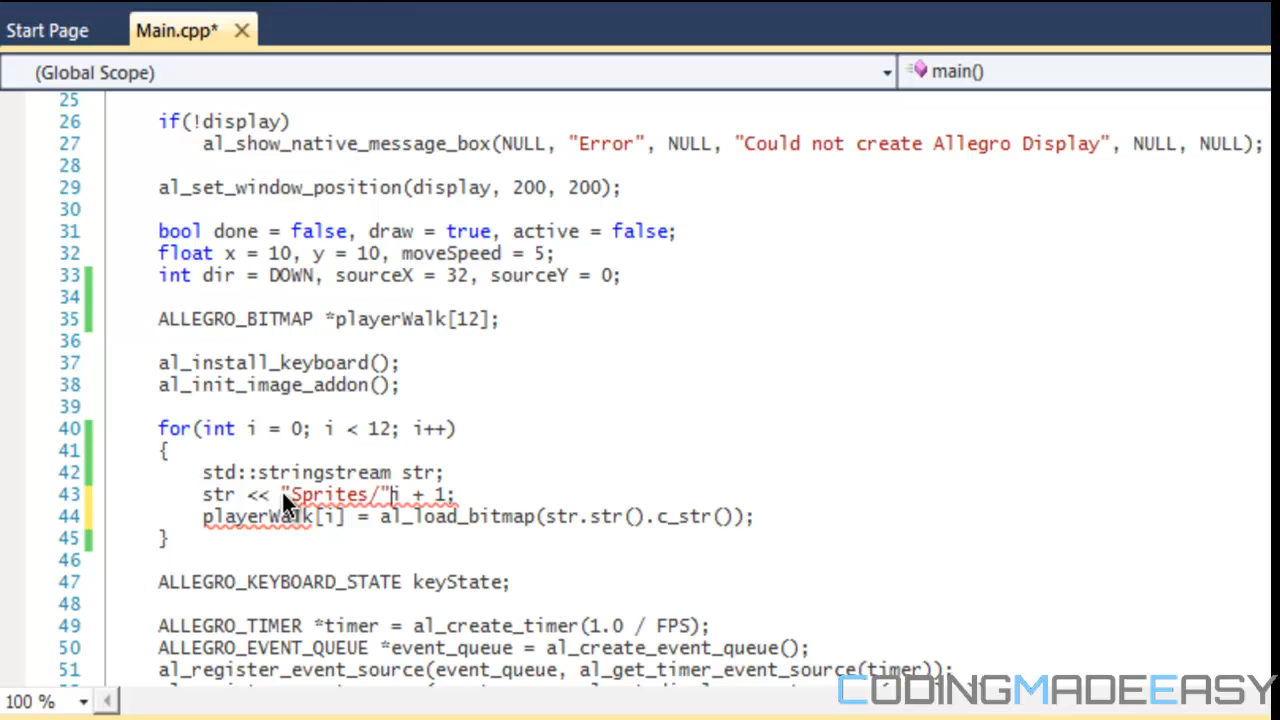 Start Page Main.cpp*
(Global Scope) main()
25
26 if(!display)
27 al_show_native_message_box(NULL, "Error", NULL, "Could not create Allegro Display", NULL, NULL);
28
29 al_set_window_position(display, 200, 200);
30
31 bool done = false, draw = true, active = false;
32 float x = 10, y = 10, moveSpeed = 5;
33 int dir = DOWN, sourceX = 32, sourceY = 0;
34
35 ALLEGRO_BITMAP *playerWalk[12];
36
37 al_install_keyboard();
38 al_init_image_addon();
39
40 for(int i = 0; i < 12; i++)
41 {
42 std::stringstream str;
43 str << "Sprites/"i + 1;
44 playerWalk[i] = al_load_bitmap(str.str().c_str());
45 }
46
47 ALLEGRO_KEYBOARD_STATE keyState;
48
49 ALLEGRO_TIMER *timer = al_create_timer(1.0 / FPS);
50 ALLEGRO_EVENT_QUEUE *event_queue = al_create_event_queue();
51 al_register_event_source(event_queue, al_get_timer_event_source(timer));
100 %
CODINGMADEEASY